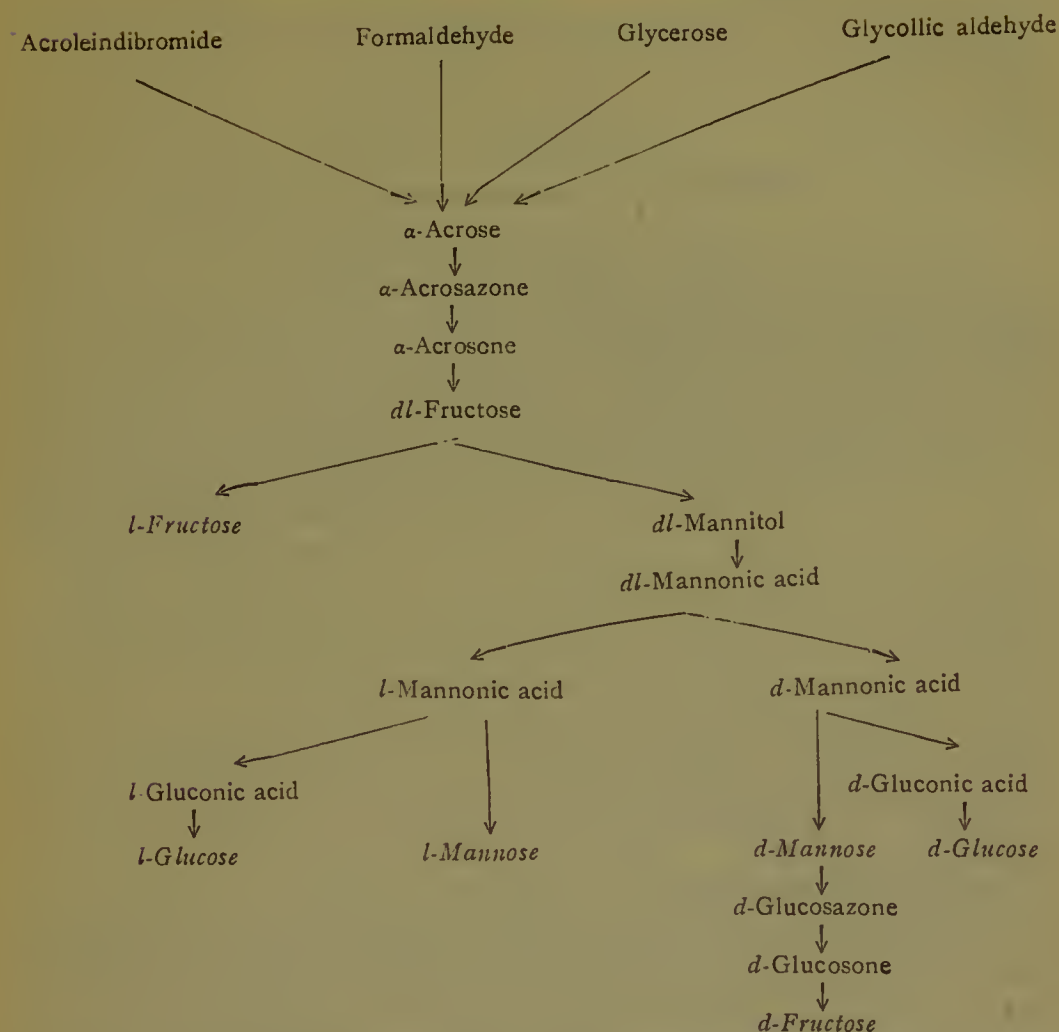 Acroleindibromide Formaldehyde Glycerose Glycollic aldehyde
α-Acrose
α-Acrosazone
α-Acrosone
dl-Fructose
l-Fructose dl-Mannitol
dl-Mannonic acid
l-Mannonic acid d-Mannonic acid
l-Gluconic acid d-Gluconic acid
l-Glucose l-Mannose d-Mannose d-Glucose
d-Glucosazone
d-Glucosone
d-Fructose